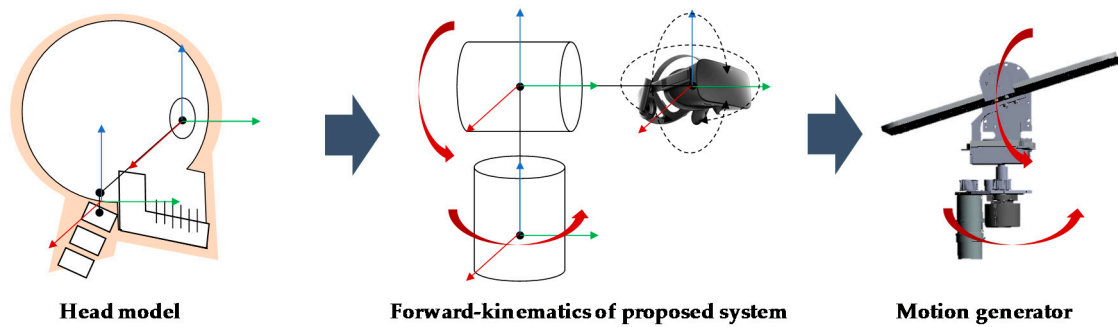 Head model
Forward-kinematics of proposed system
Motion generator